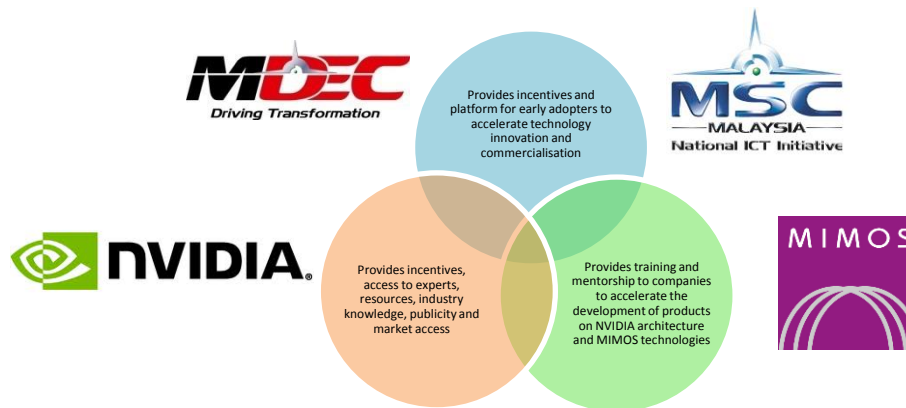 MDEC
Driving Transformation
MSC
MALAYSIA
National ICT Initiative
Provides incentives and
platform for early adopters to
accelerate technology
innovation and
commercialisation
NVIDIA.
MIMOS
Provides incentives,
access to experts,
resources, industry
knowledge, publicity and
market access
Provides training and
mentorship to companies
to accelerate the
development of products
on NVIDIA architecture
and MIMOS technologies